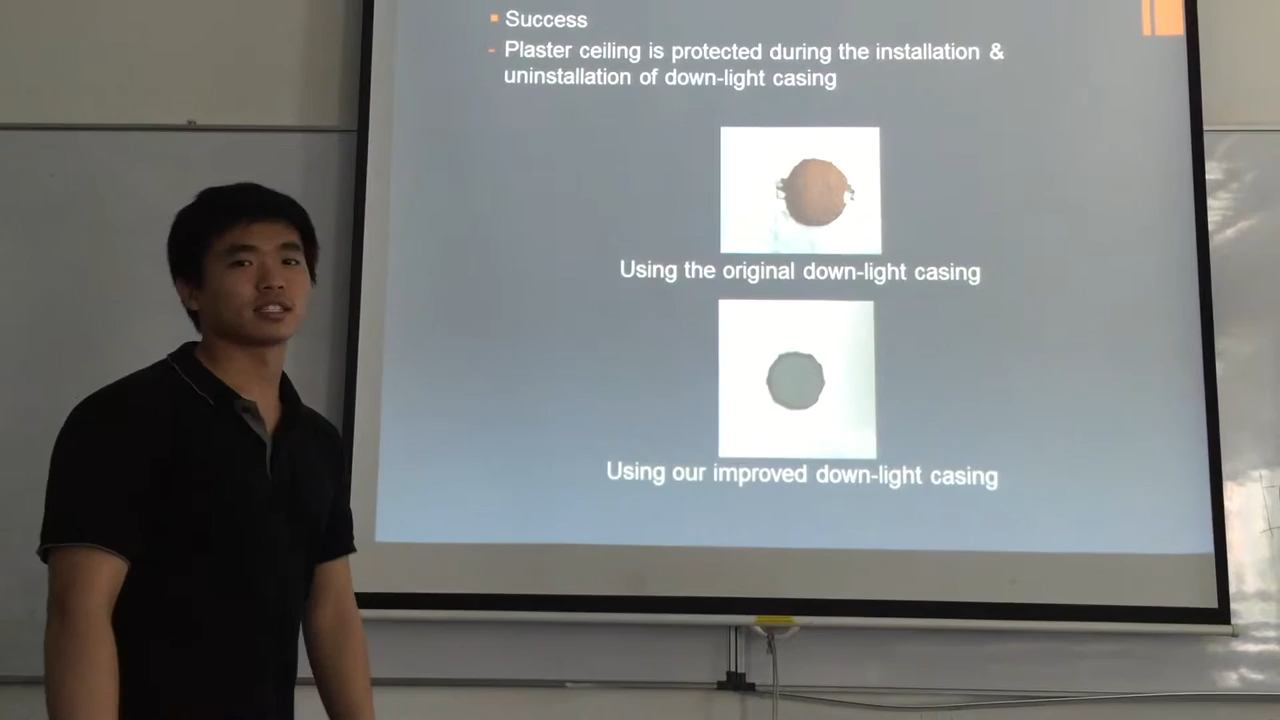 ▪ Success
- Plaster ceiling is protected during the installation &
uninstallation of down-light casing
Using the original down-light casing
Using our improved down-light casing